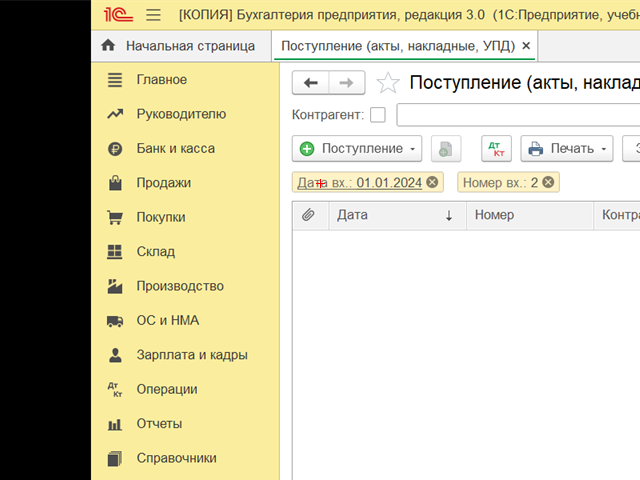 1С [КОПИЯ] Бухгалтерия предприятия, редакция 3.0 (1С:Предприятие, учебн
Начальная страница Поступление (акты, накладные, УПД) ×
Главное
Руководителю
Банк и касса
Продажи
Покупки
Склад
Производство
ОС и НМА
Зарплата и кадры
Дт Кт Операции
Отчеты
Справочники
Поступление (акты, наклад
Контрагент:
Поступление Дт Кт Печать Э
Дата вх.: 01.01.2024 Номер вх.: 2
Дата ↓ Номер Контра